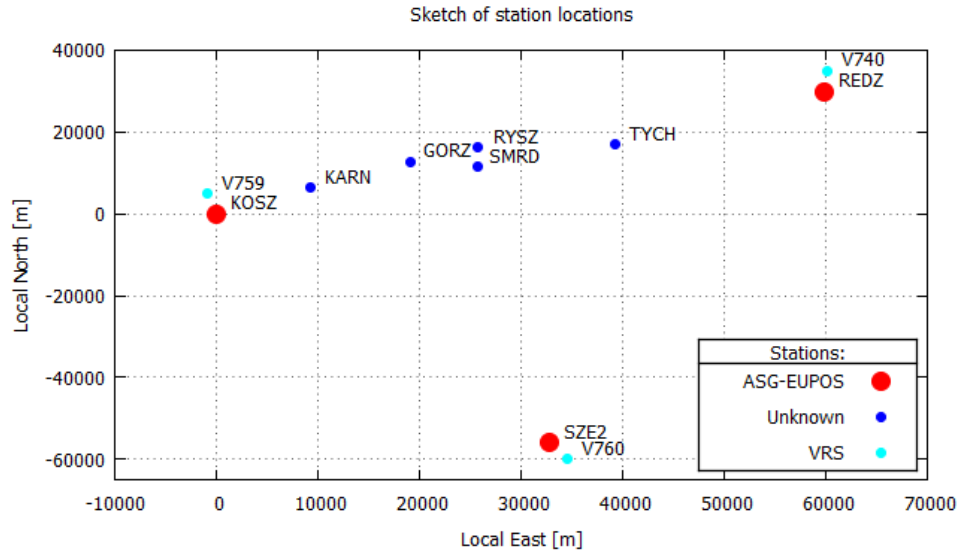 Sketch of station locations
40000
V740
REDZ
20000
RYSZ
TYCH
GORZ
SMRD
KARN
V759
KOSZ
0
Local North [m]
-20000
-40000
Stations:
ASG-EUPOS
SZE2
Unknown
V760
VRS
-60000
-10000 0 10000 20000 30000 40000 50000 60000 70000
Local East [m]